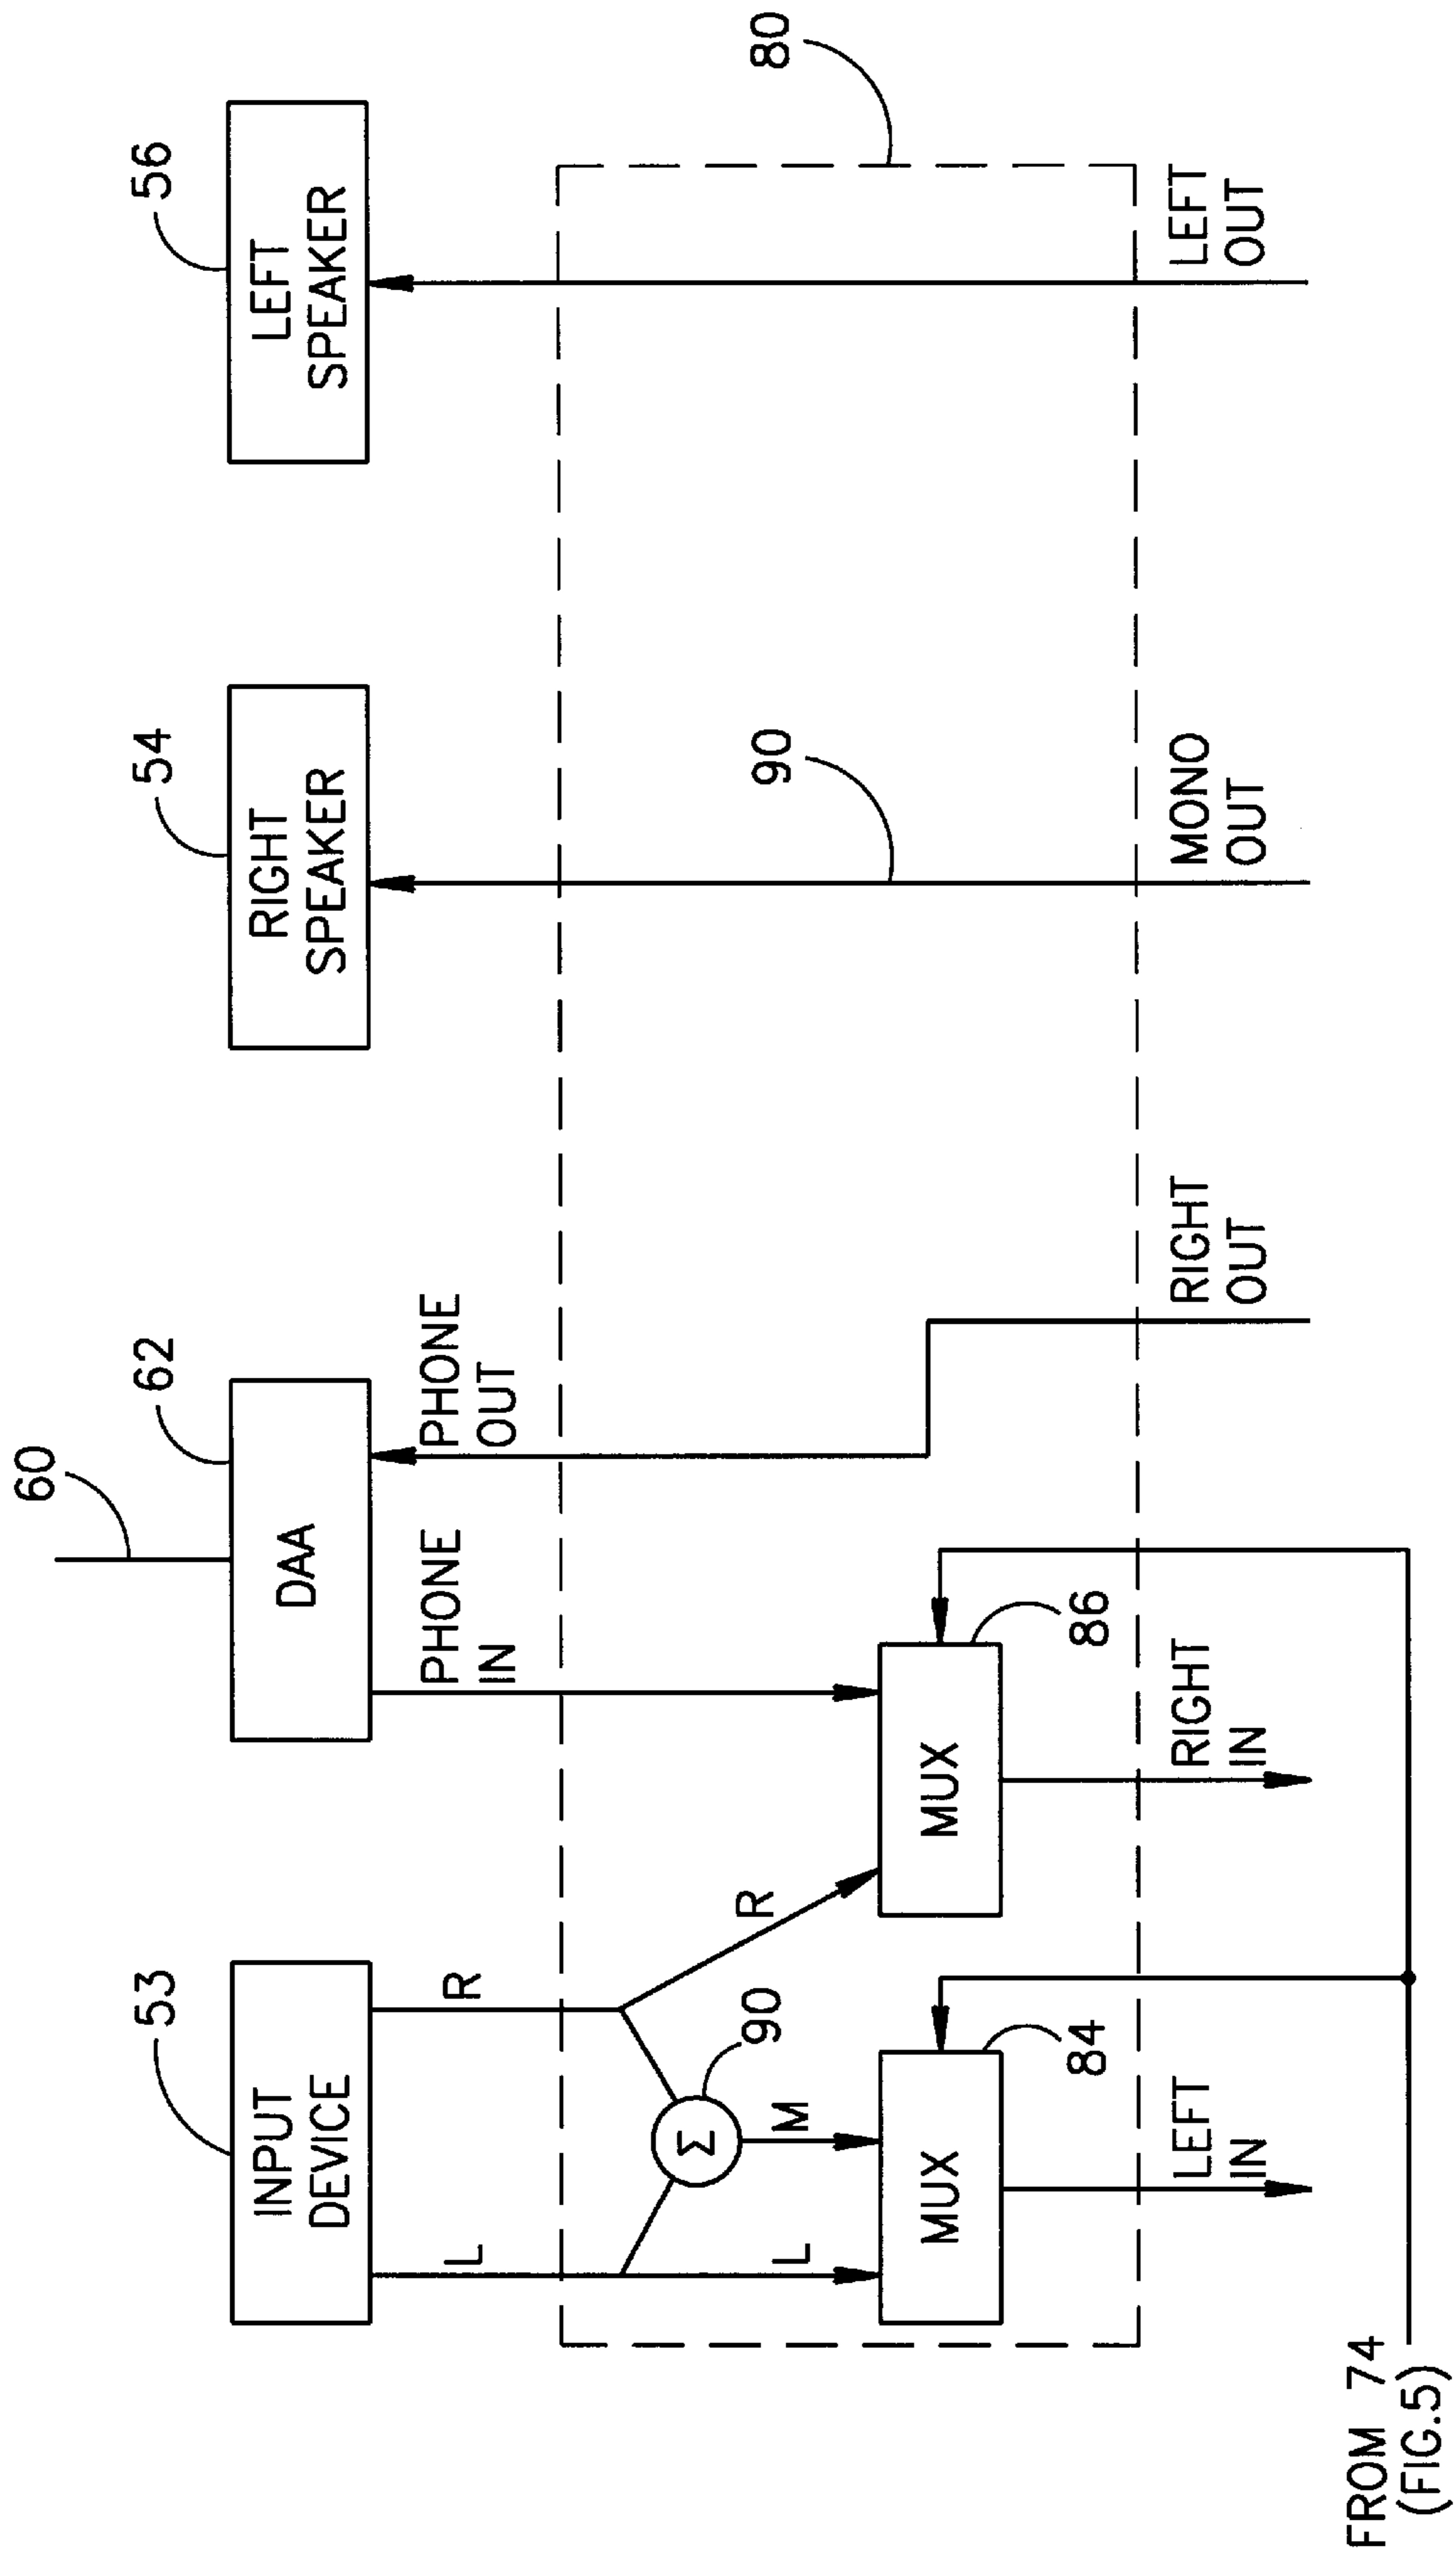 53
INPUT
DEVICE
60
62
DAA
54
RIGHT
SPEAKER
56
LEFT
SPEAKER
L
R
PHONE
IN
PHONE
OUT
80
90
Σ
90
L
M
R
MUX
84
MUX
86
LEFT
IN
RIGHT
IN
RIGHT
OUT
MONO
OUT
LEFT
OUT
FROM 74
(FIG.5)